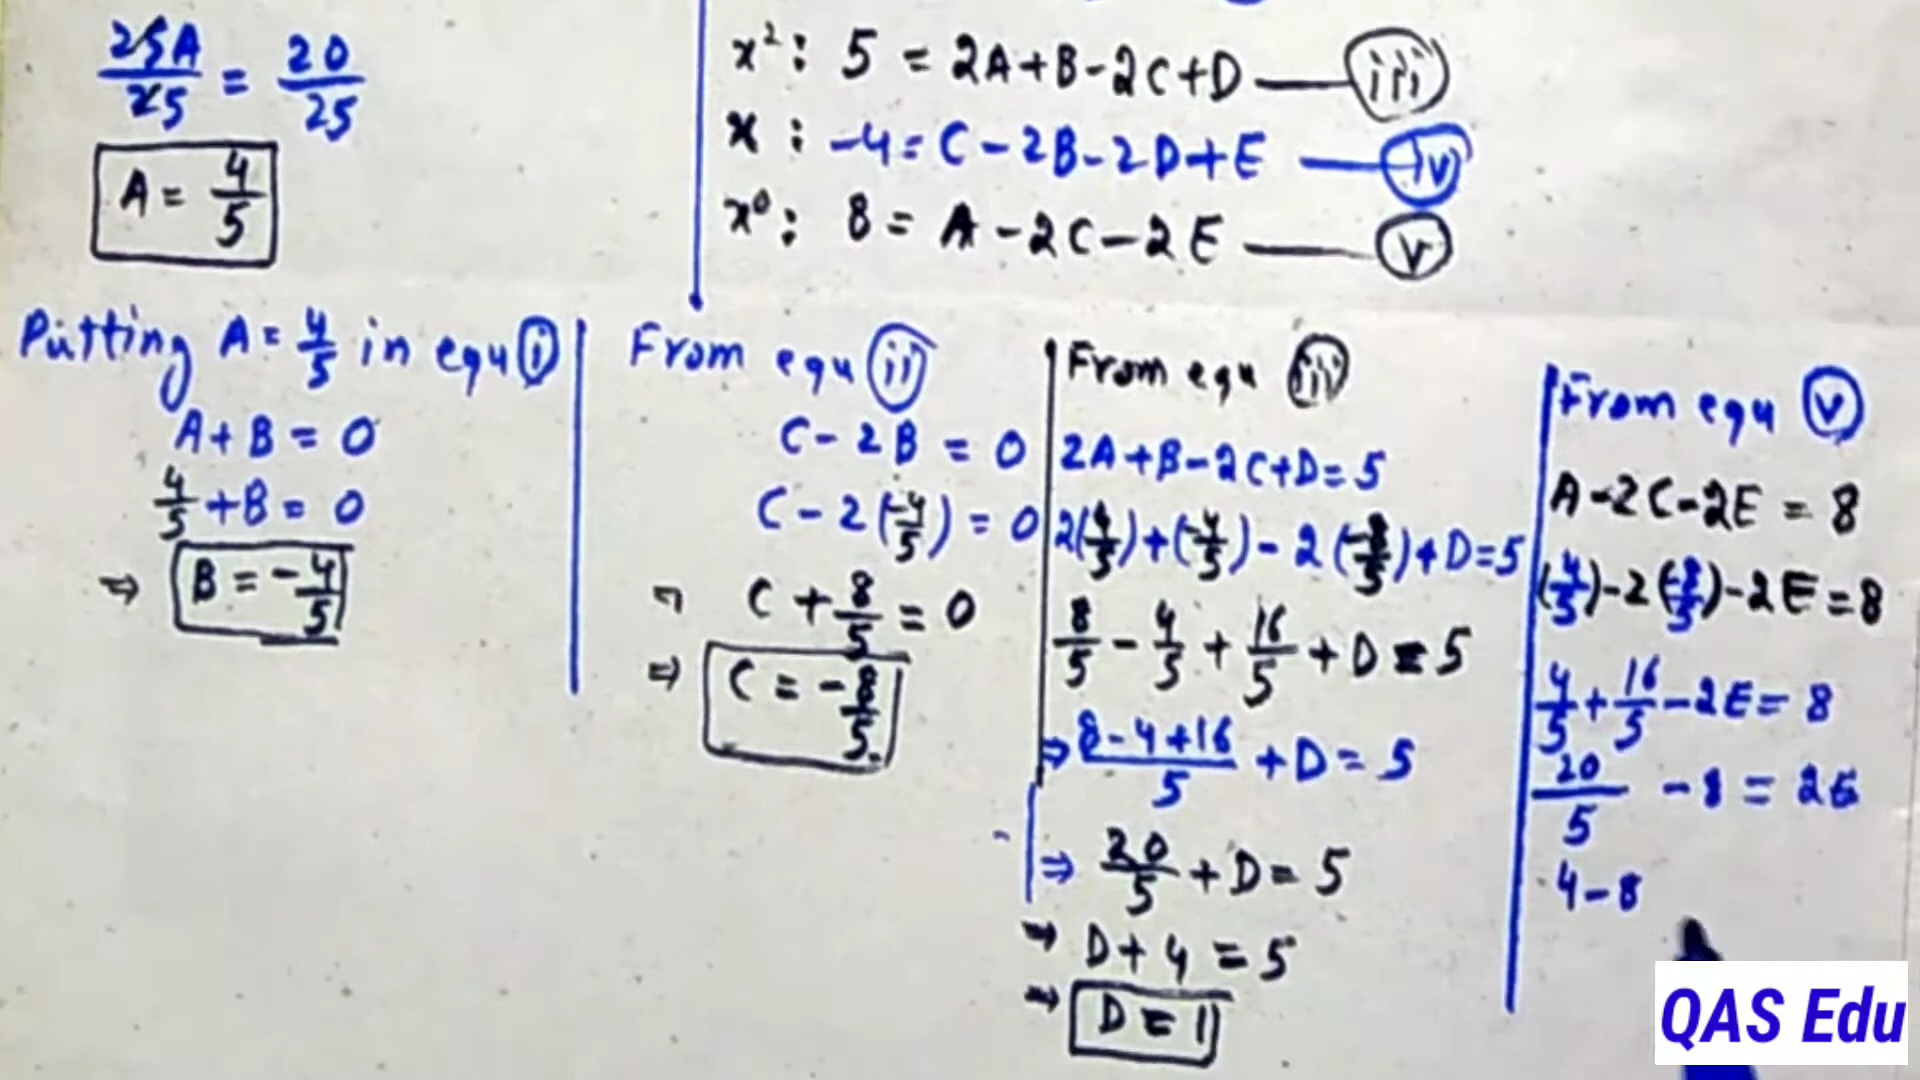 25A/25 = 20/25
A = 4/5
x²: 5 = 2A+B-2C+D — iii
x : -4 = C-2B-2D+E — iv
x⁰: 8 = A-2C-2E — v
Putting A = 4/5 in equ i
A+B = 0
4/5 +B = 0
⇒ B = -4/5
From equ ii
C-2B = 0
C-2(-4/5) = 0
⇒ C + 8/5 = 0
⇒ C = -8/5
From equ iii
2A+B-2C+D=5
2(4/5)+(-4/5)-2(-8/5)+D=5
8/5 - 4/5 + 16/5 + D = 5
⇒ 8-4+16/5 +D = 5
⇒ 20/5 +D = 5
⇒ D+4 = 5
⇒ D = 1
From equ v
A-2C-2E = 8
(4/5)-2(-8/5)-2E=8
4/5+16/5-2E=8
20/5 -8 = 2E
4-8
QAS Edu